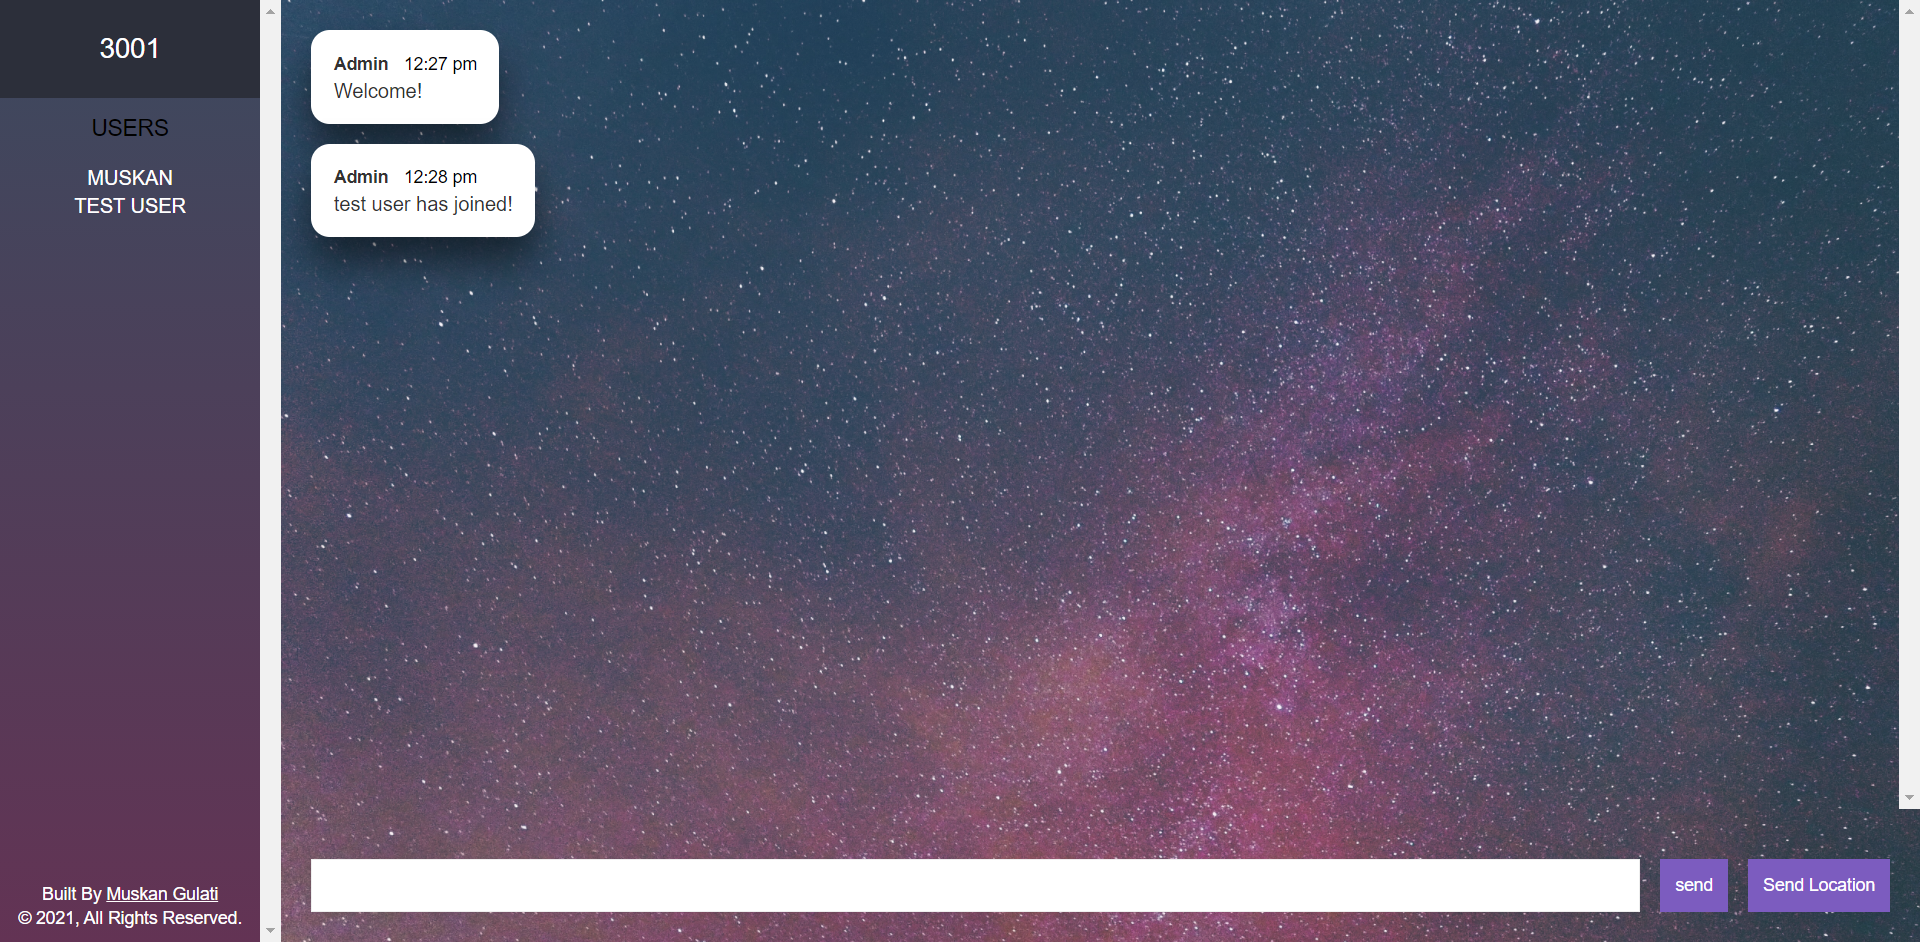 3001
USERS
MUSKAN
TEST USER
Built By Muskan Gulati
© 2021, All Rights Reserved.
Admin 12:27 pm
Welcome!
Admin 12:28 pm
test user has joined!
send
Send Location